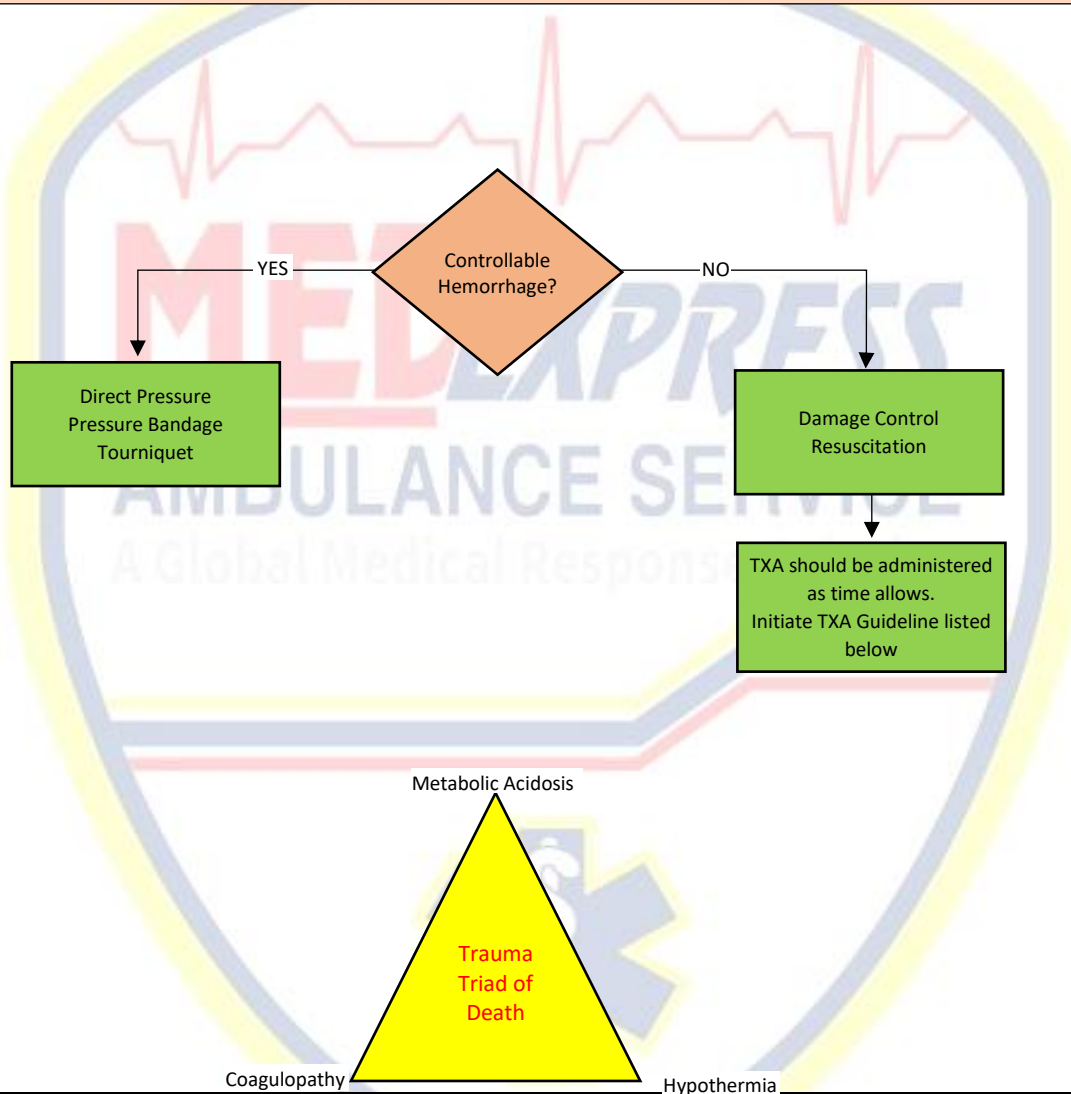 Controllable
Hemorrhage?
YES
NO
Direct Pressure
Pressure Bandage
Tourniquet
Damage Control
Resuscitation
TXA should be administered
as time allows.
Initiate TXA Guideline listed
below
MEDEXPRESS
AMBULANCE SERVICE
A Global Medical Response
Metabolic Acidosis
Trauma
Triad of
Death
Coagulopathy
Hypothermia